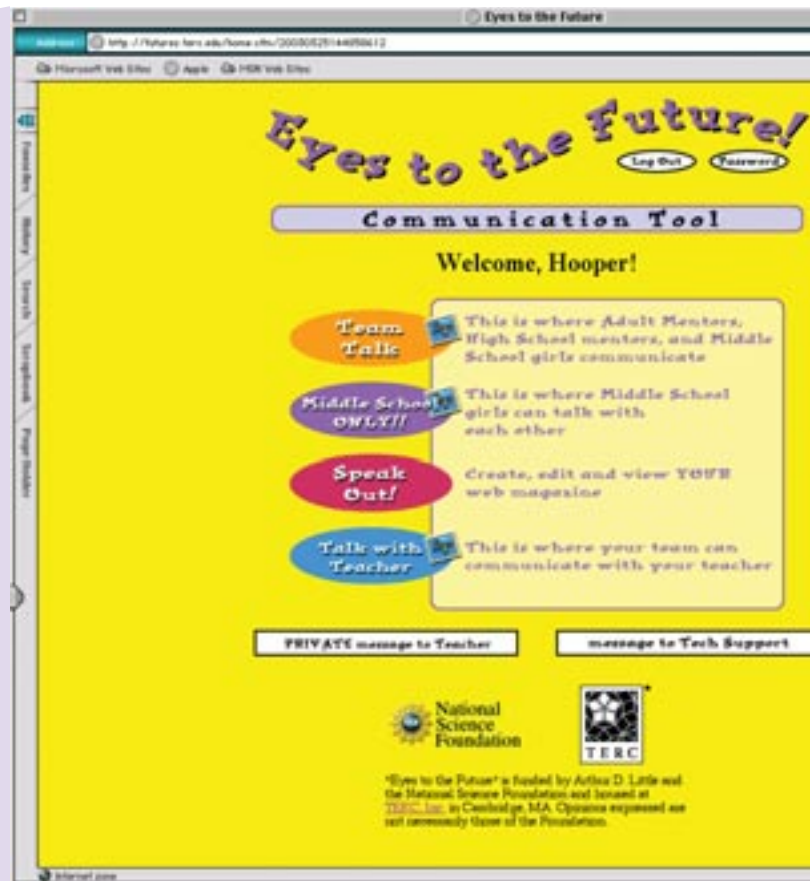 Eyes to the Future
http://futures.terc.edu/home.cfm/
Microsoft Web Sites Apple MSN Web Sites
Favorites
History
Search
Scrapbook
Page Holder
Eyes to the Future!
Log Out Password
Communication Tool
Welcome, Hooper!
Team
Talk
This is where Adult Mentors,
High School mentors, and Middle
School girls communicate
Middle School
ONLY!!
This is where Middle School
girls can talk with
each other
Speak
Out!
Create, edit and view YOUR
web magazine
Talk with
Teacher
This is where your team can
communicate with your teacher
PRIVATE message to Teacher
message to Tech Support
National
Science
Foundation
TERC
"Eyes to the Future" is funded by Arthur D. Little and
the National Science Foundation and housed at
TERC, Inc. in Cambridge, MA. Opinions expressed are
not necessarily those of the Foundation.
Internet zone